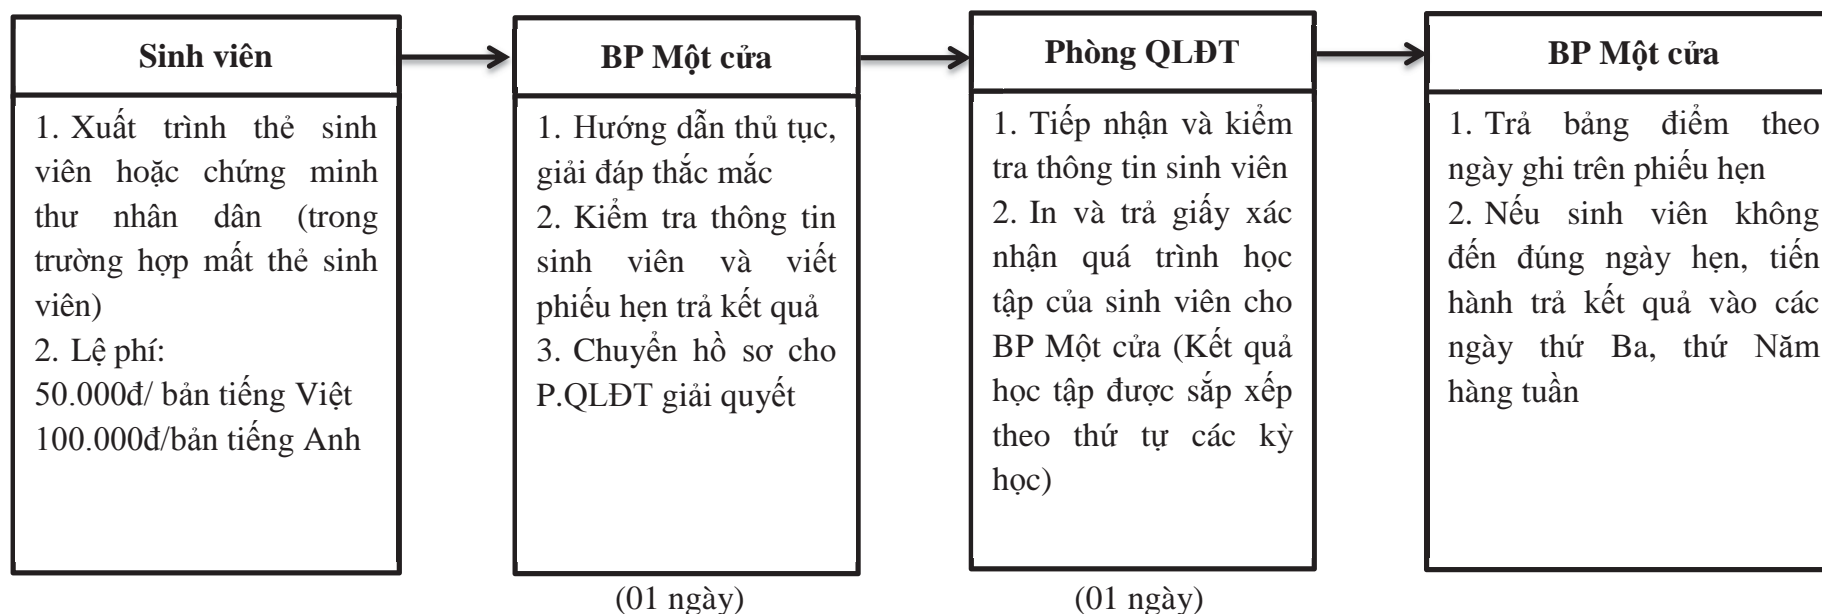 Sinh viên
1. Xuất trình thẻ sinh
viên hoặc chứng minh
thư nhân dân (trong
trường hợp mất thẻ sinh
viên)
2. Lệ phí:
50.000đ/ bản tiếng Việt
100.000đ/bản tiếng Anh
BP Một cửa
1. Hướng dẫn thủ tục,
giải đáp thắc mắc
2. Kiểm tra thông tin
sinh viên và viết
phiếu hẹn trả kết quả
3. Chuyển hồ sơ cho
P.QLĐT giải quyết
(01 ngày)
Phòng QLĐT
1. Tiếp nhận và kiểm
tra thông tin sinh viên
2. In và trả giấy xác
nhận quá trình học
tập của sinh viên cho
BP Một cửa (Kết quả
học tập được sắp xếp
theo thứ tự các kỳ
học)
(01 ngày)
BP Một cửa
1. Trả bảng điểm theo
ngày ghi trên phiếu hẹn
2. Nếu sinh viên không
đến đúng ngày hẹn, tiến
hành trả kết quả vào các
ngày thứ Ba, thứ Năm
hàng tuần